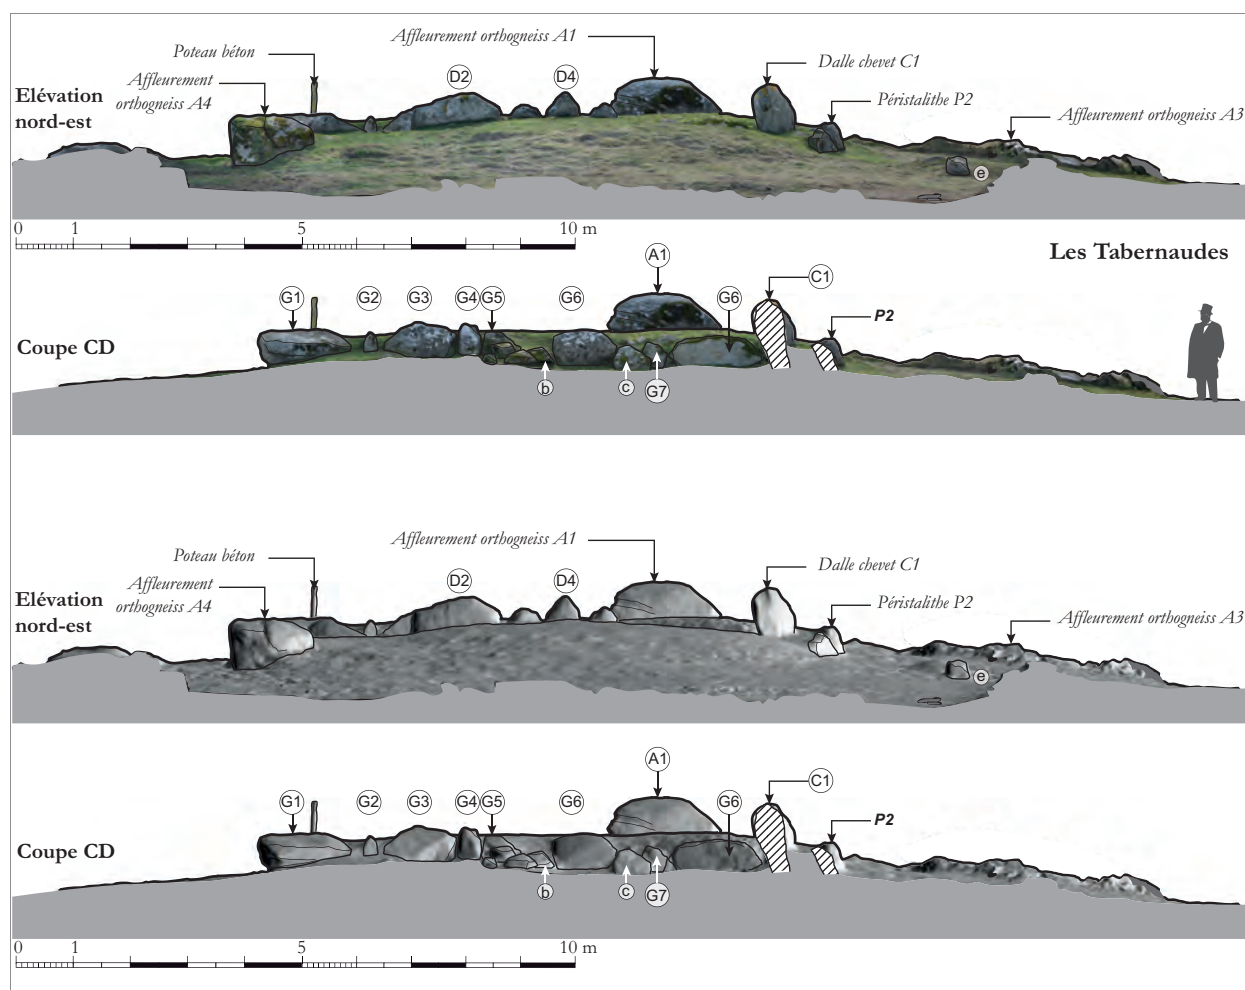 Affleurement orthogneiss A1
Poteau béton
D2
D4
Dalle chevet C1
Affleurement
orthogneiss A4
Elévation
nord-est
Péristalithe P2
Affleurement orthogneiss A3
e
0 1 5 10 m
Les Tabernaudes
A1
C1
G1 G2 G3 G4 G5 G6 G6
P2
Coupe CD
b c G7
Affleurement orthogneiss A1
Poteau béton
D2
D4
Dalle chevet C1
Affleurement
orthogneiss A4
Elévation
nord-est
Péristalithe P2
Affleurement orthogneiss A3
e
A1
C1
G1 G2 G3 G4 G5 G6 G6
P2
Coupe CD
b c G7
0 1 5 10 m